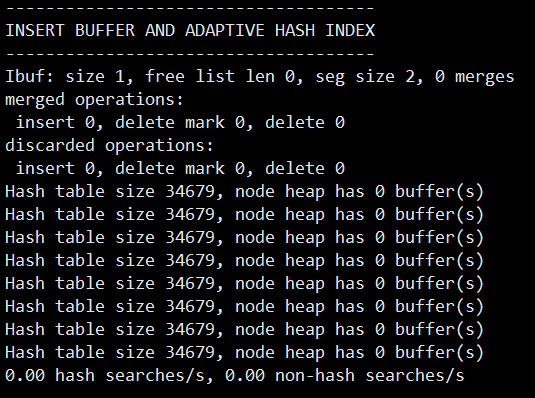 -------------------------------------
INSERT BUFFER AND ADAPTIVE HASH INDEX
-------------------------------------
Ibuf: size 1, free list len 0, seg size 2, 0 merges
merged operations:
 insert 0, delete mark 0, delete 0
discarded operations:
 insert 0, delete mark 0, delete 0
Hash table size 34679, node heap has 0 buffer(s)
Hash table size 34679, node heap has 0 buffer(s)
Hash table size 34679, node heap has 0 buffer(s)
Hash table size 34679, node heap has 0 buffer(s)
Hash table size 34679, node heap has 0 buffer(s)
Hash table size 34679, node heap has 0 buffer(s)
Hash table size 34679, node heap has 0 buffer(s)
Hash table size 34679, node heap has 0 buffer(s)
0.00 hash searches/s, 0.00 non-hash searches/s